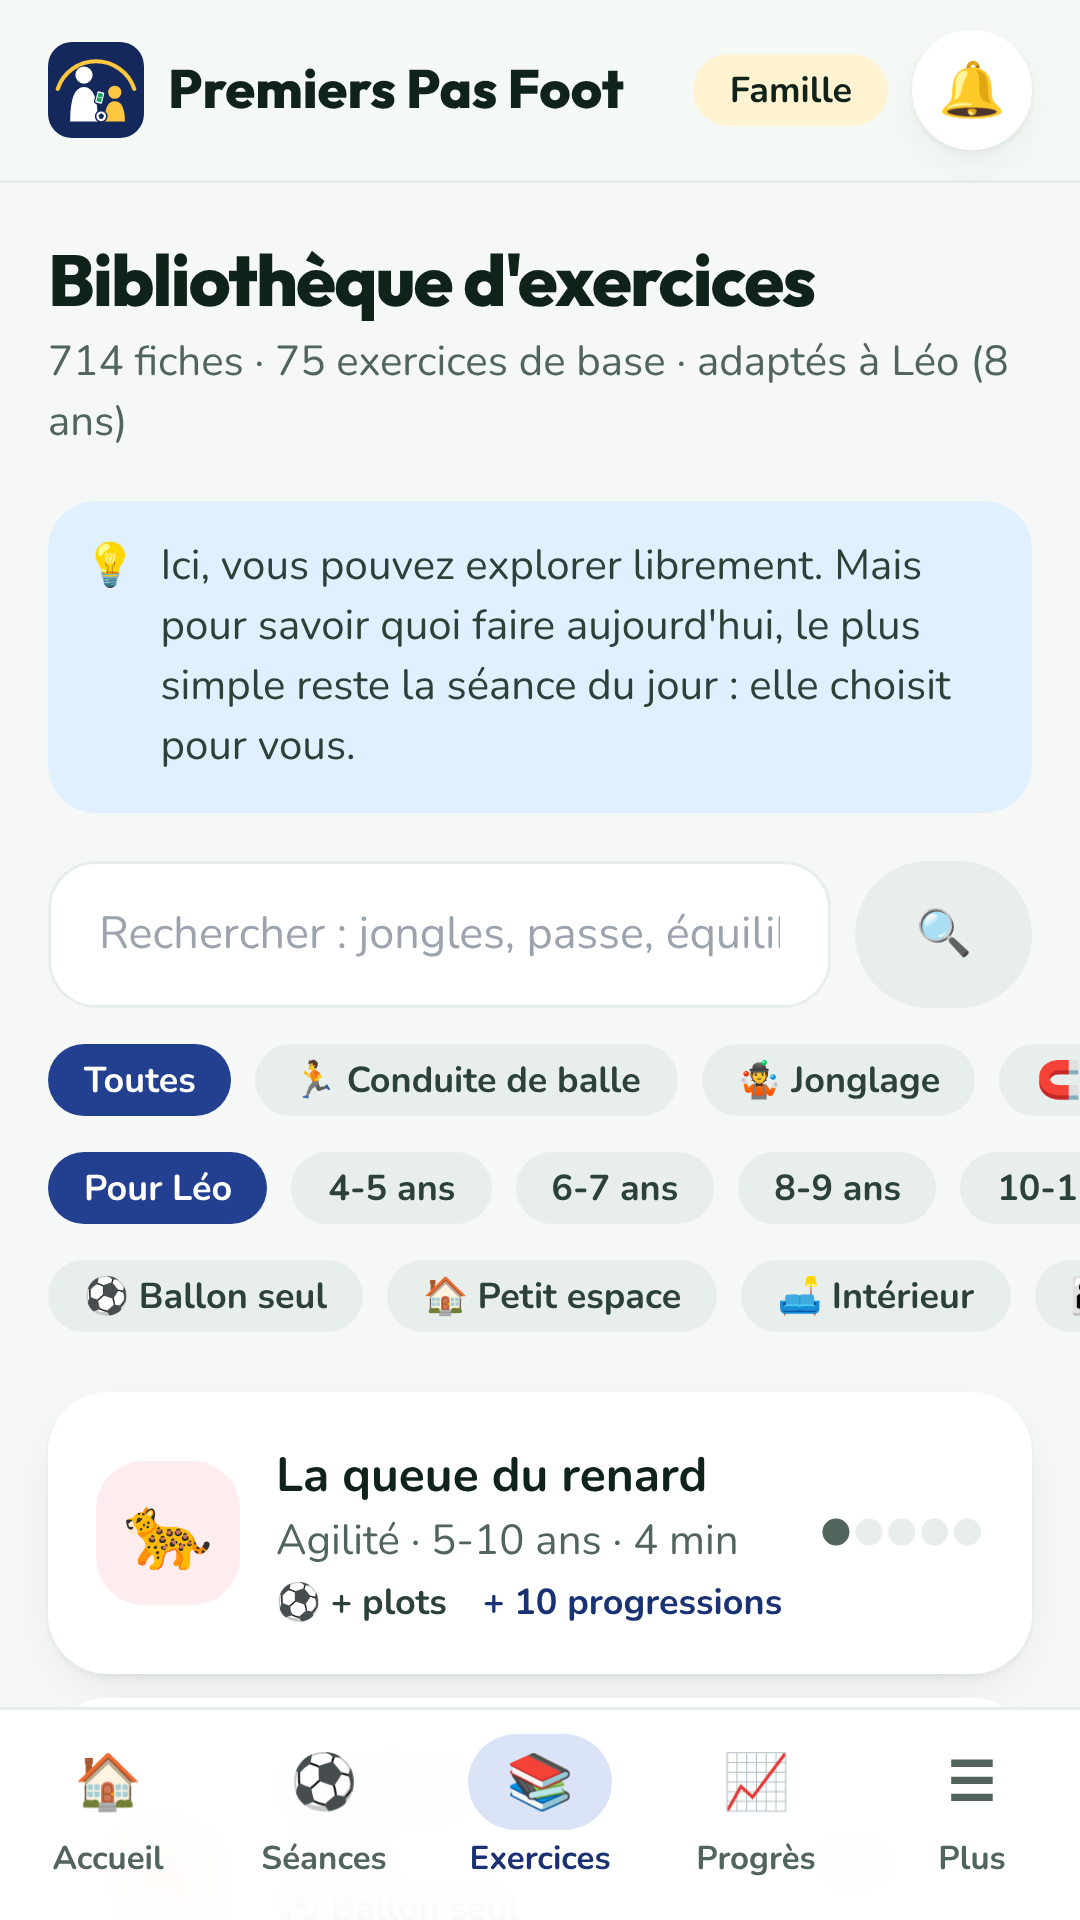 Premiers Pas Foot
Famille
Bibliothèque d'exercices
714 fiches · 75 exercices de base · adaptés à Léo (8
ans)
Ici, vous pouvez explorer librement. Mais
pour savoir quoi faire aujourd'hui, le plus
simple reste la séance du jour : elle choisit
pour vous.
Rechercher : jongles, passe, équili
Toutes
Conduite de balle
Jonglage
Pour Léo
4-5 ans
6-7 ans
8-9 ans
10-1
Ballon seul
Petit espace
Intérieur
La queue du renard
Agilité · 5-10 ans · 4 min
+ plots + 10 progressions
Accueil
Séances
Exercices
Progrès
Plus
Ballon seul